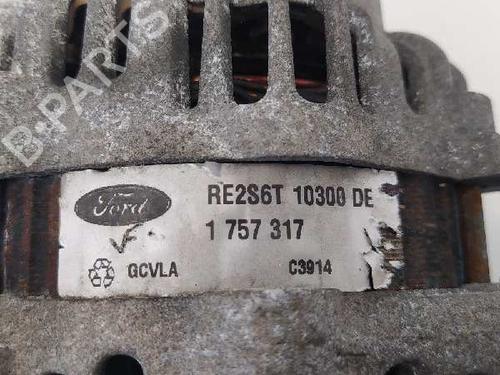 B-PARTS
Ford
RE2S6T 10300 DE
1 757 317
GCVLA
C3914